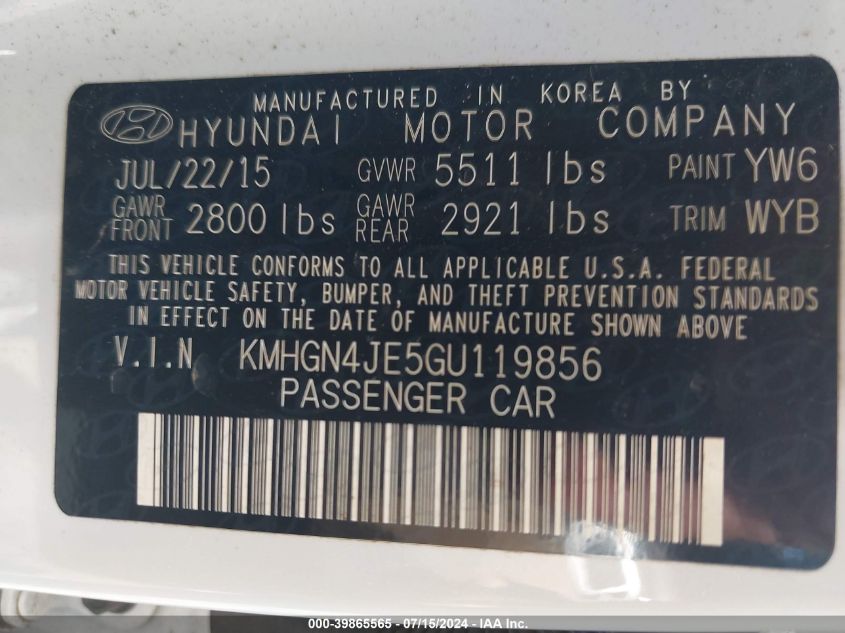 MANUFACTURED IN KOREA BY
HYUNDAI MOTOR COMPANY
JUL/22/15 GVWR 5511 lbs PAINT YW6
GAWR FRONT 2800 lbs GAWR REAR 2921 lbs TRIM WYB
THIS VEHICLE CONFORMS TO ALL APPLICABLE U.S.A. FEDERAL
MOTOR VEHICLE SAFETY, BUMPER, AND THEFT PREVENTION STANDARDS
IN EFFECT ON THE DATE OF MANUFACTURE SHOWN ABOVE
V.I.N KMHGN4JE5GU119856
PASSENGER CAR
000-39865565 - 07/15/2024 - IAA Inc.